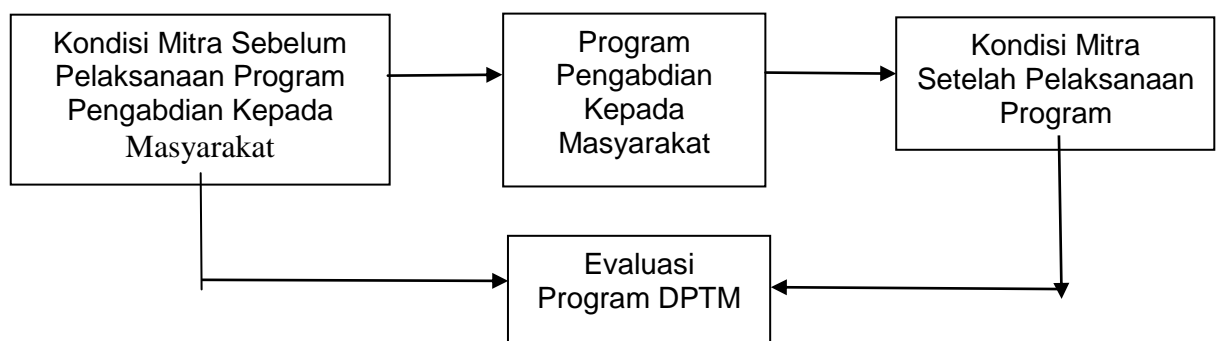 Kondisi Mitra Sebelum
Pelaksanaan Program
Pengabdian Kepada
Masyarakat
Program
Pengabdian
Kepada
Masyarakat
Kondisi Mitra
Setelah Pelaksanaan
Program
Evaluasi
Program DPTM